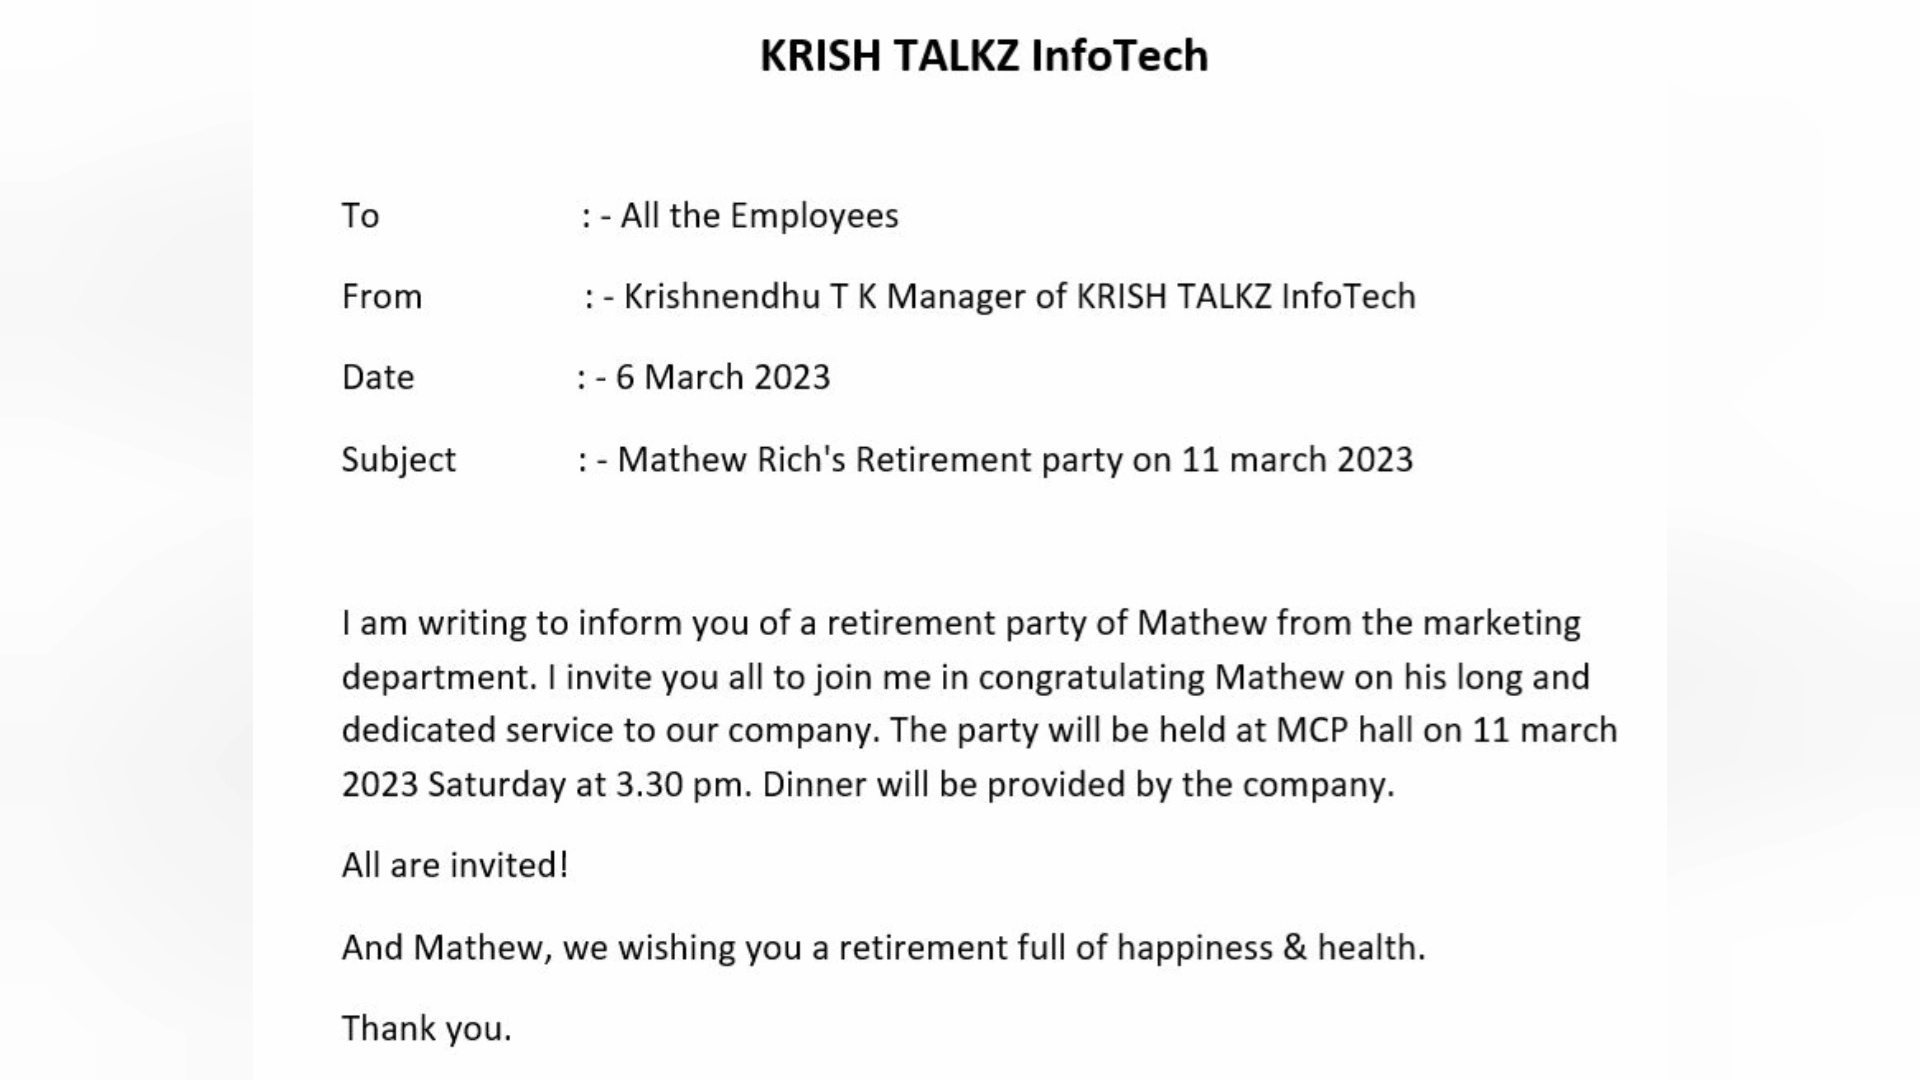 KRISH TALKZ InfoTech
To : - All the Employees
From : - Krishnendhu T K Manager of KRISH TALKZ InfoTech
Date : - 6 March 2023
Subject : - Mathew Rich's Retirement party on 11 march 2023
I am writing to inform you of a retirement party of Mathew from the marketing
department. I invite you all to join me in congratulating Mathew on his long and
dedicated service to our company. The party will be held at MCP hall on 11 march
2023 Saturday at 3.30 pm. Dinner will be provided by the company.
All are invited!
And Mathew, we wishing you a retirement full of happiness & health.
Thank you.